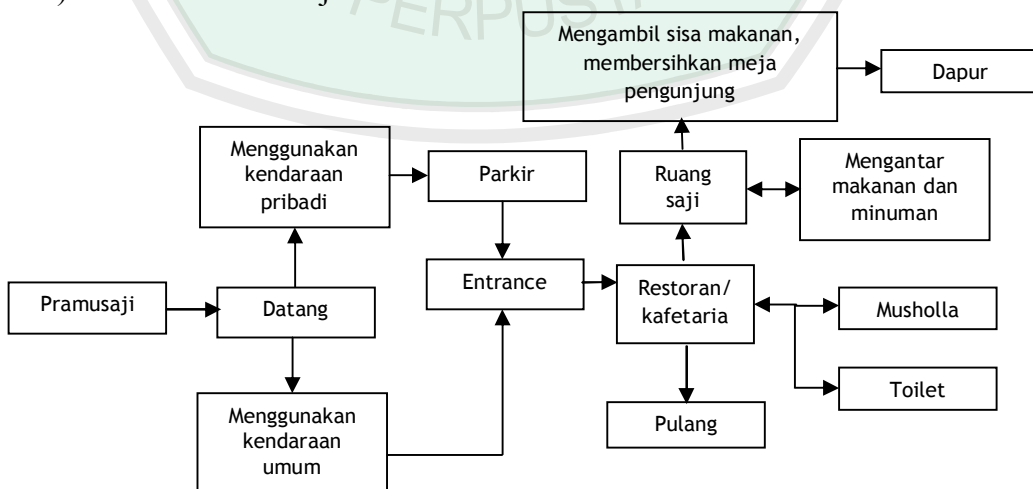 PERPUST
Mengambil sisa makanan,
membersihkan meja
pengunjung
Dapur
Menggunakan
kendaraan
pribadi
Parkir
Ruang
saji
Mengantar
makanan dan
minuman
Pramusaji
Datang
Entrance
Restoran/
kafetaria
Musholla
Toilet
Menggunakan
kendaraan
umum
Pulang